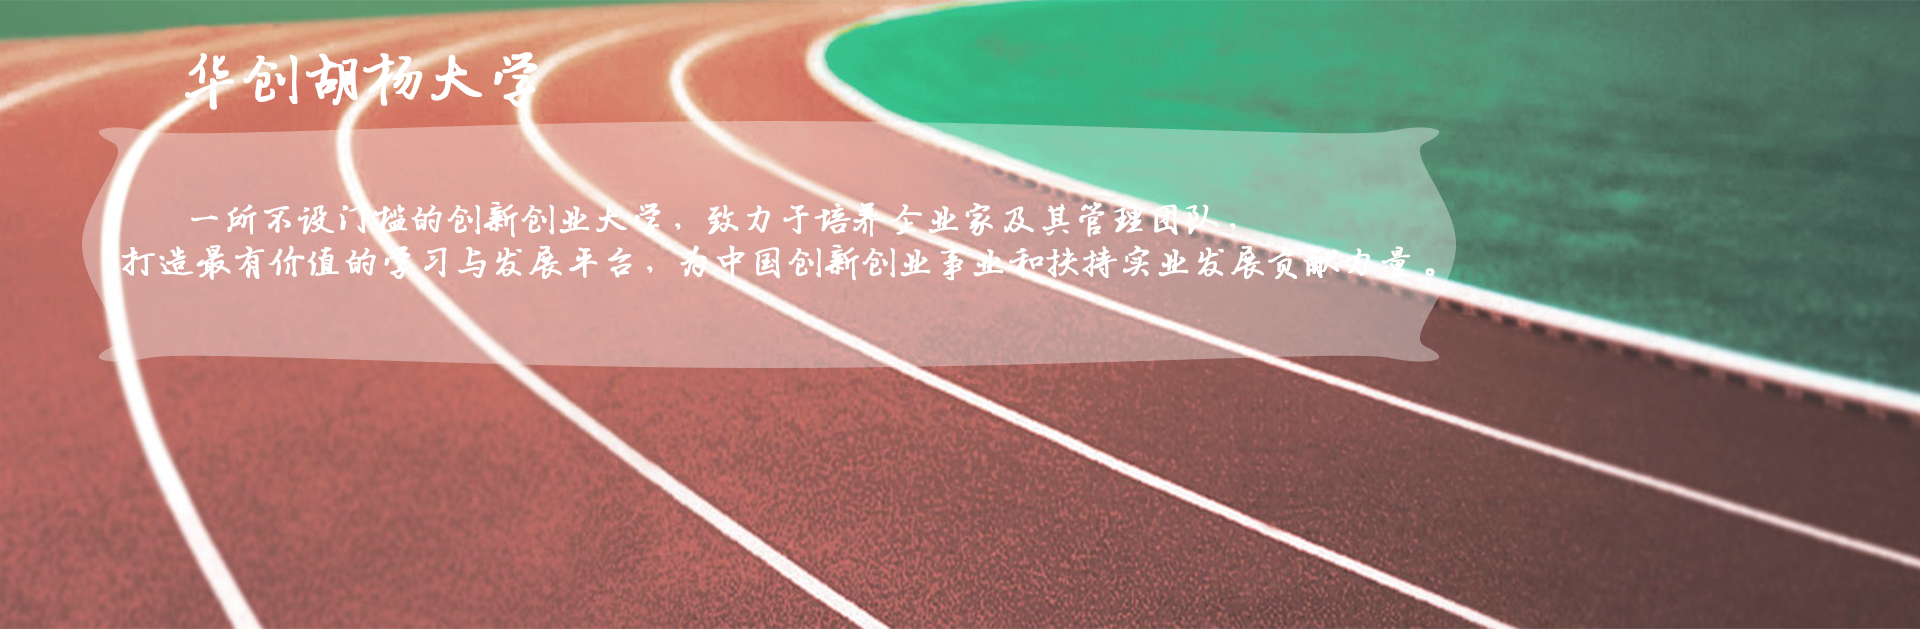 华创胡杨大学
一所不设门槛的创新创业大学，致力于培养企业家及其管理团队，
打造最有价值的学习与发展平台，为中国创新创业事业和扶持实业发展贡献力量。